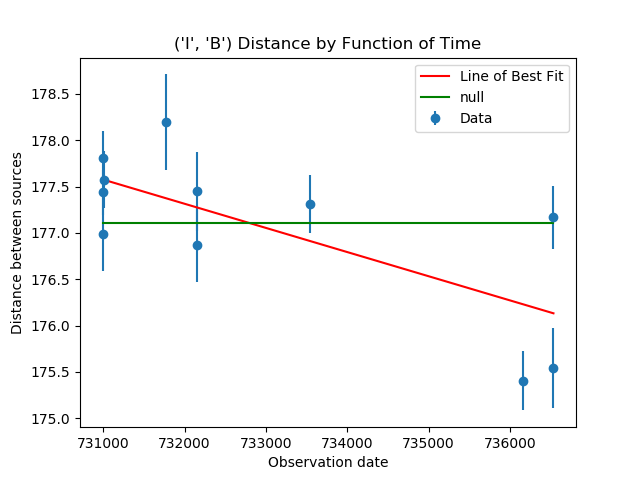 ('I', 'B') Distance by Function of Time
Line of Best Fit
null
Data
178.5
178.0
177.5
177.0
176.5
176.0
175.5
175.0
Distance between sources
731000 732000 733000 734000 735000 736000
Observation date